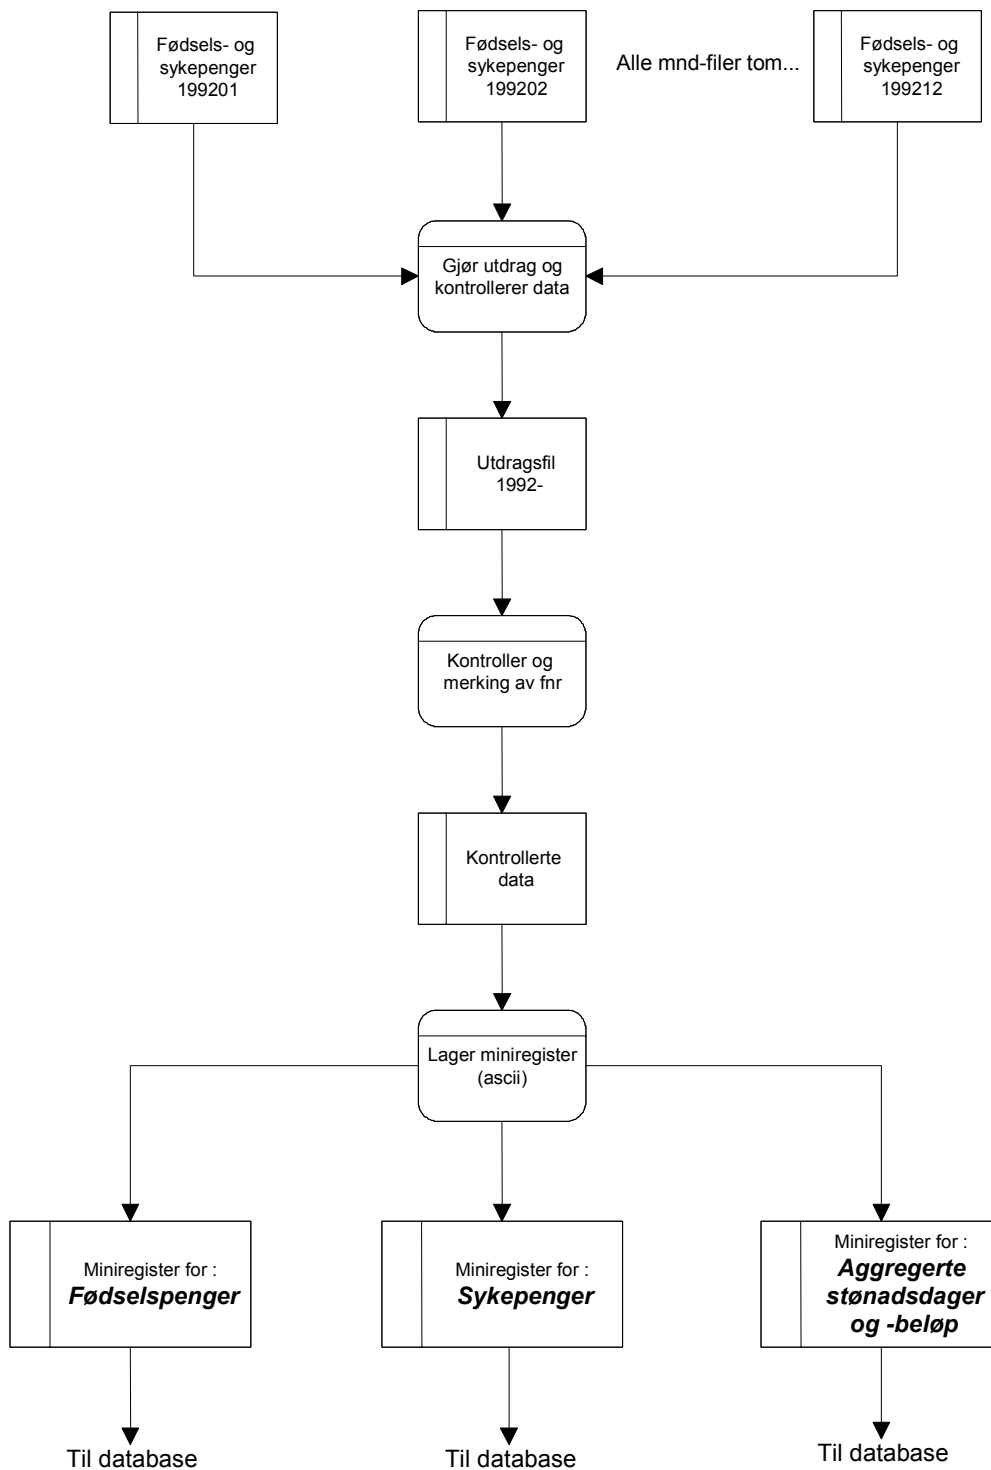 Fødsels- og
sykepenger
199201
Fødsels- og
sykepenger
199202
Alle mnd-filer tom...
Fødsels- og
sykepenger
199212
Gjør utdrag og
kontrollerer data
Utdragsfil
1992-
Kontroller og
merking av fnr
Kontrollerte
data
Lager miniregister
(ascii)
Miniregister for :
Fødselspenger
Miniregister for :
Sykepenger
Miniregister for :
Aggregerte
stønadsdager
og -beløp
Til database
Til database
Til database